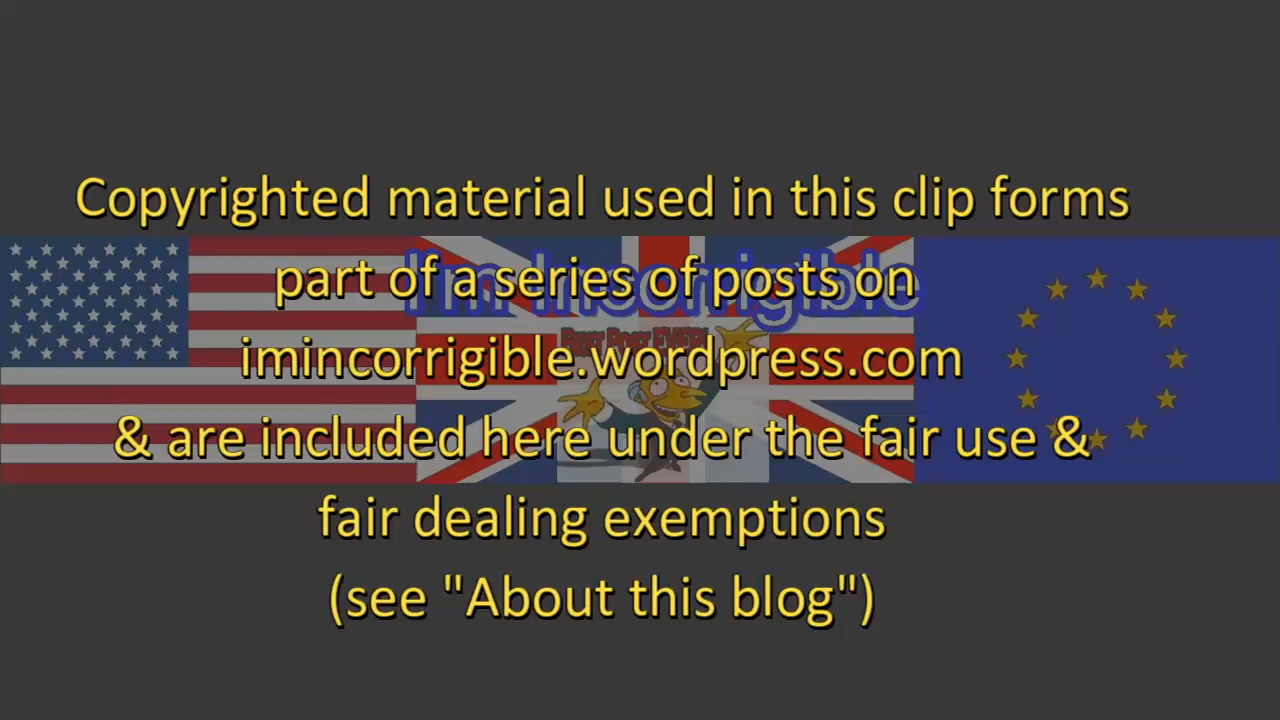 Copyrighted material used in this clip forms
part of a series of posts on
I'm Incorrigible
imincorrigible.wordpress.com
& are included here under the fair use &
fair dealing exemptions
(see "About this blog")